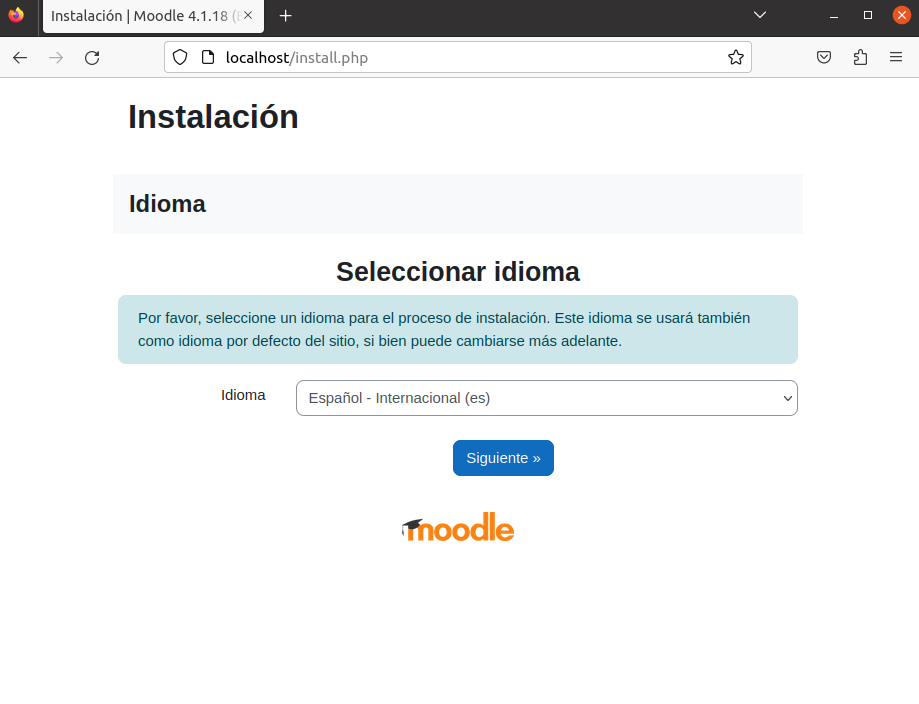 Instalación | Moodle 4.1.18 (
localhost/install.php
Instalación
Idioma
Seleccionar idioma
Por favor, seleccione un idioma para el proceso de instalación. Este idioma se usará también
como idioma por defecto del sitio, si bien puede cambiarse más adelante.
Idioma
Español - Internacional (es)
Siguiente »
moodle